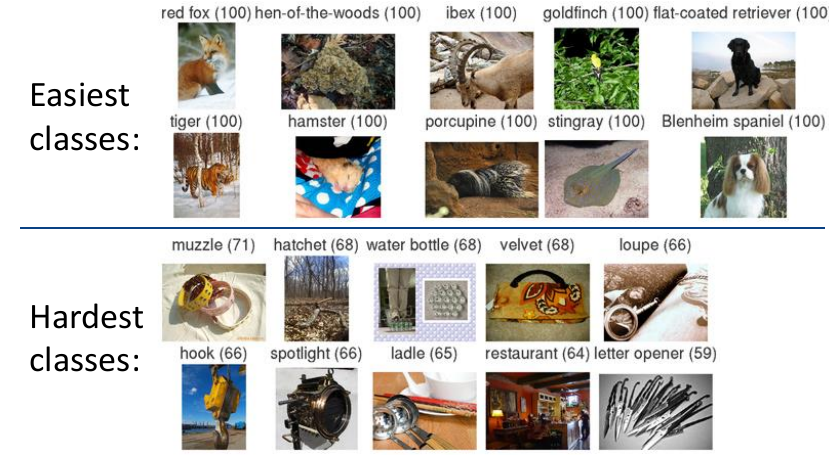 Easiest
classes:
red fox (100) hen-of-the-woods (100) ibex (100) goldfinch (100) flat-coated retriever (100
tiger (100) hamster (100) porcupine (100) stingray (100) Blenheim spaniel (100)
Hardest
classes:
muzzle (71) hatchet (68) water bottle (68) velvet (68) loupe (66)
hook (66) spotlight (66) ladle (65) restaurant (64) letter opener (59)